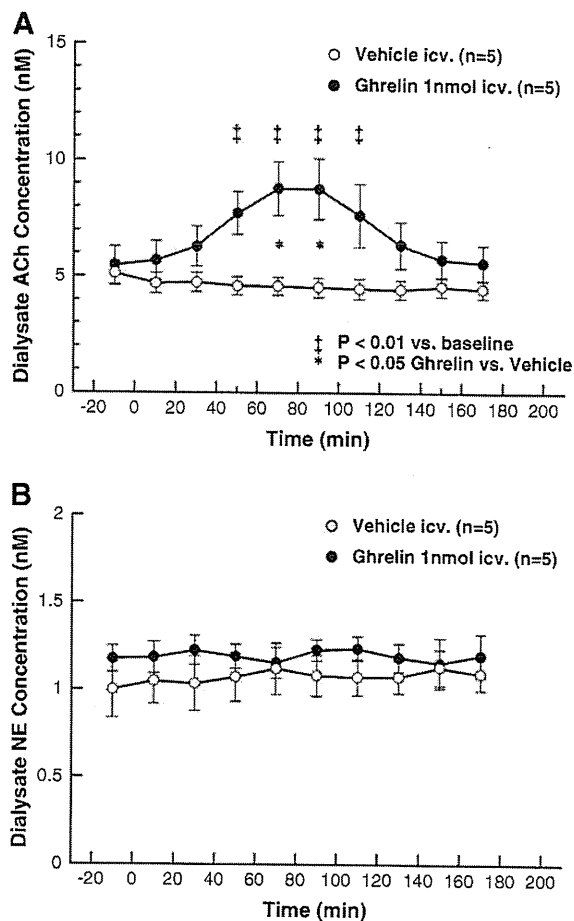 A
Dialysate ACh Concentration (nM)
15
10
5
0
Vehicle icv. (n=5)
Ghrelin 1nmol icv. (n=5)
‡ ‡ ‡ ‡
* *
‡ P < 0.01 vs. baseline
* P < 0.05 Ghrelin vs. Vehicle
-20 0 20 40 60 80 100 120 140 160 180 200
Time (min)
B
Dialysate NE Concentration (nM)
2
1.5
1
0.5
0
Vehicle icv. (n=5)
Ghrelin 1nmol icv. (n=5)
-20 0 20 40 60 80 100 120 140 160 180 200
Time (min)